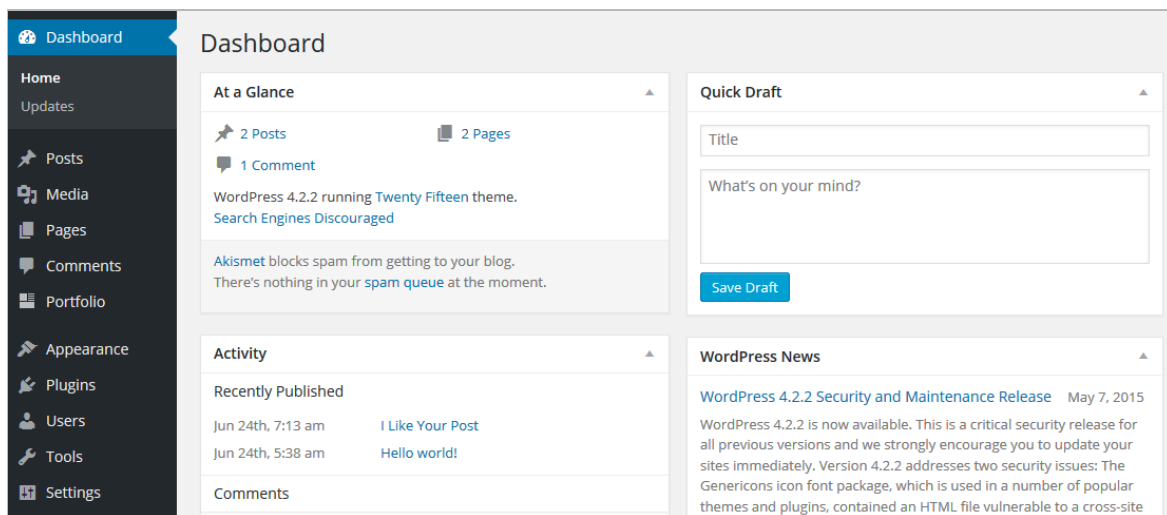 Dashboard
Home
Updates
Posts
Media
Pages
Comments
Portfolio
Appearance
Plugins
Users
Tools
Settings
Dashboard
At a Glance
2 Posts
2 Pages
1 Comment
WordPress 4.2.2 running Twenty Fifteen theme.
Search Engines Discouraged
Akismet blocks spam from getting to your blog.
There's nothing in your spam queue at the moment.
Activity
Recently Published
Jun 24th, 7:13 am I Like Your Post
Jun 24th, 5:38 am Hello world!
Comments
Quick Draft
Title
What's on your mind?
Save Draft
WordPress News
WordPress 4.2.2 Security and Maintenance Release May 7, 2015
WordPress 4.2.2 is now available. This is a critical security release for
all previous versions and we strongly encourage you to update your
sites immediately. Version 4.2.2 addresses two security issues: The
Genericons icon font package, which is used in a number of popular
themes and plugins, contained an HTML file vulnerable to a cross-site